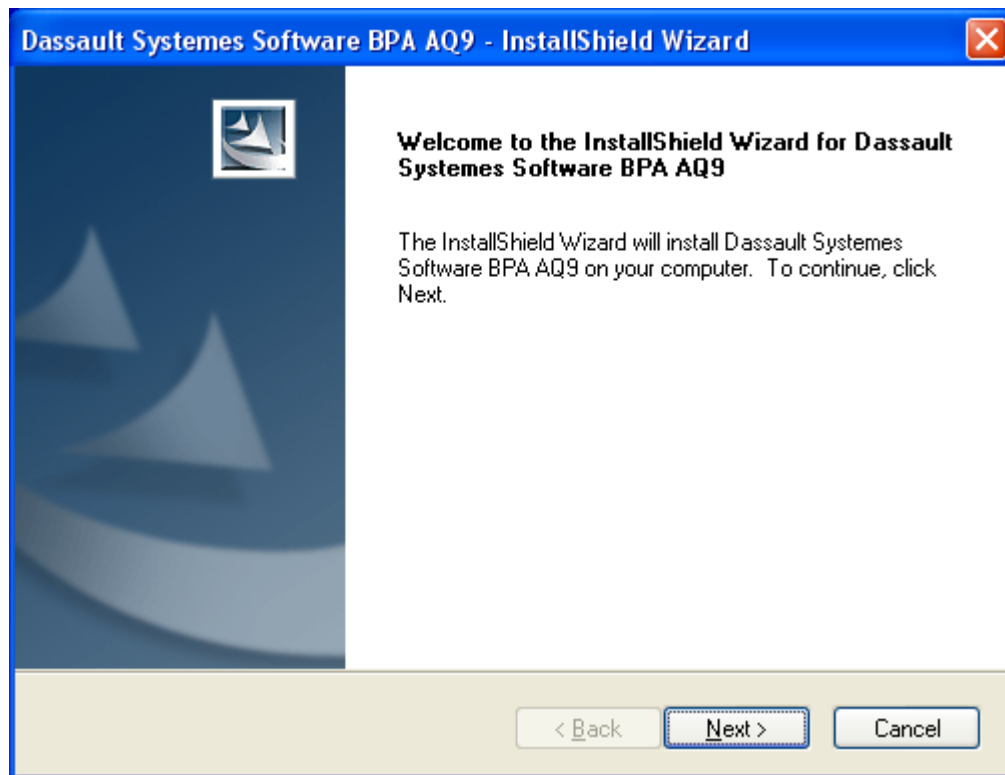 Dassault Systemes Software BPA AQ9 - InstallShield Wizard
Welcome to the InstallShield Wizard for Dassault
Systemes Software BPA AQ9
The InstallShield Wizard will install Dassault Systemes
Software BPA AQ9 on your computer.  To continue, click
Next.
< Back
Next >
Cancel